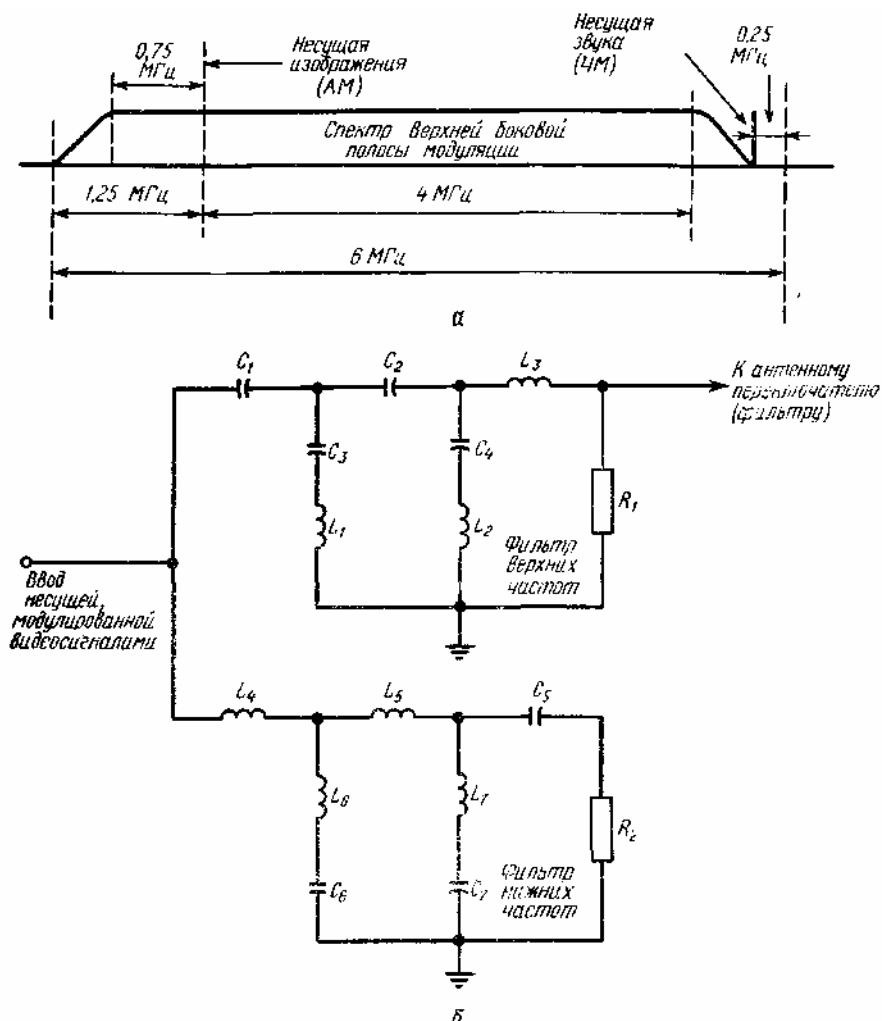 0,75
МГц
Несущая
изображения
(АМ)
Несущая
звука
(ЧМ)
0,25
МГц
Спектр верхней боковой
полосы модуляции
1,25 МГц
4 МГц
6 МГц
а
C1
C2
L3
К антенному
переключателю
(фильтру)
C3
C4
R1
L1
L2
Фильтр
верхних
частот
Ввод
несущей,
модулированной
видеосигналами
L4
L5
C5
L6
L7
R2
C6
C7
Фильтр
нижних
частот
б